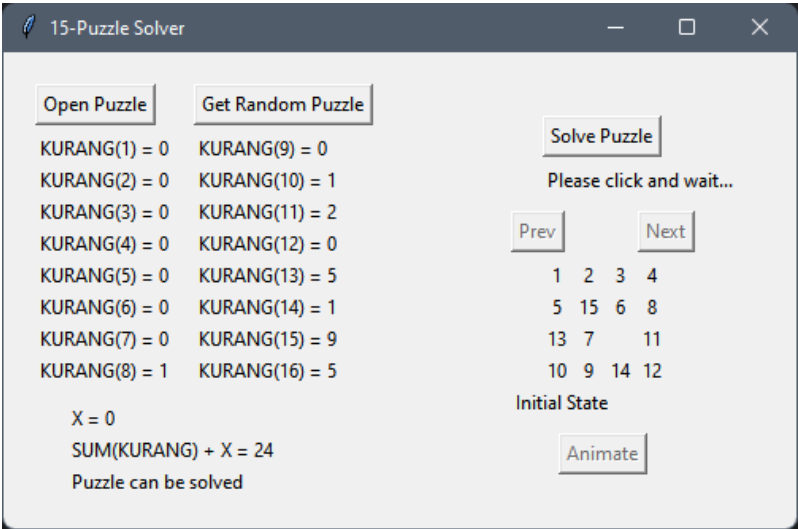 15-Puzzle Solver
Open Puzzle
Get Random Puzzle
KURANG(1) = 0
KURANG(2) = 0
KURANG(3) = 0
KURANG(4) = 0
KURANG(5) = 0
KURANG(6) = 0
KURANG(7) = 0
KURANG(8) = 1
KURANG(9) = 0
KURANG(10) = 1
KURANG(11) = 2
KURANG(12) = 0
KURANG(13) = 5
KURANG(14) = 1
KURANG(15) = 9
KURANG(16) = 5
X = 0
SUM(KURANG) + X = 24
Puzzle can be solved
Solve Puzzle
Please click and wait...
Prev
Next
1 2 3 4
5 15 6 8
13 7 11
10 9 14 12
Initial State
Animate